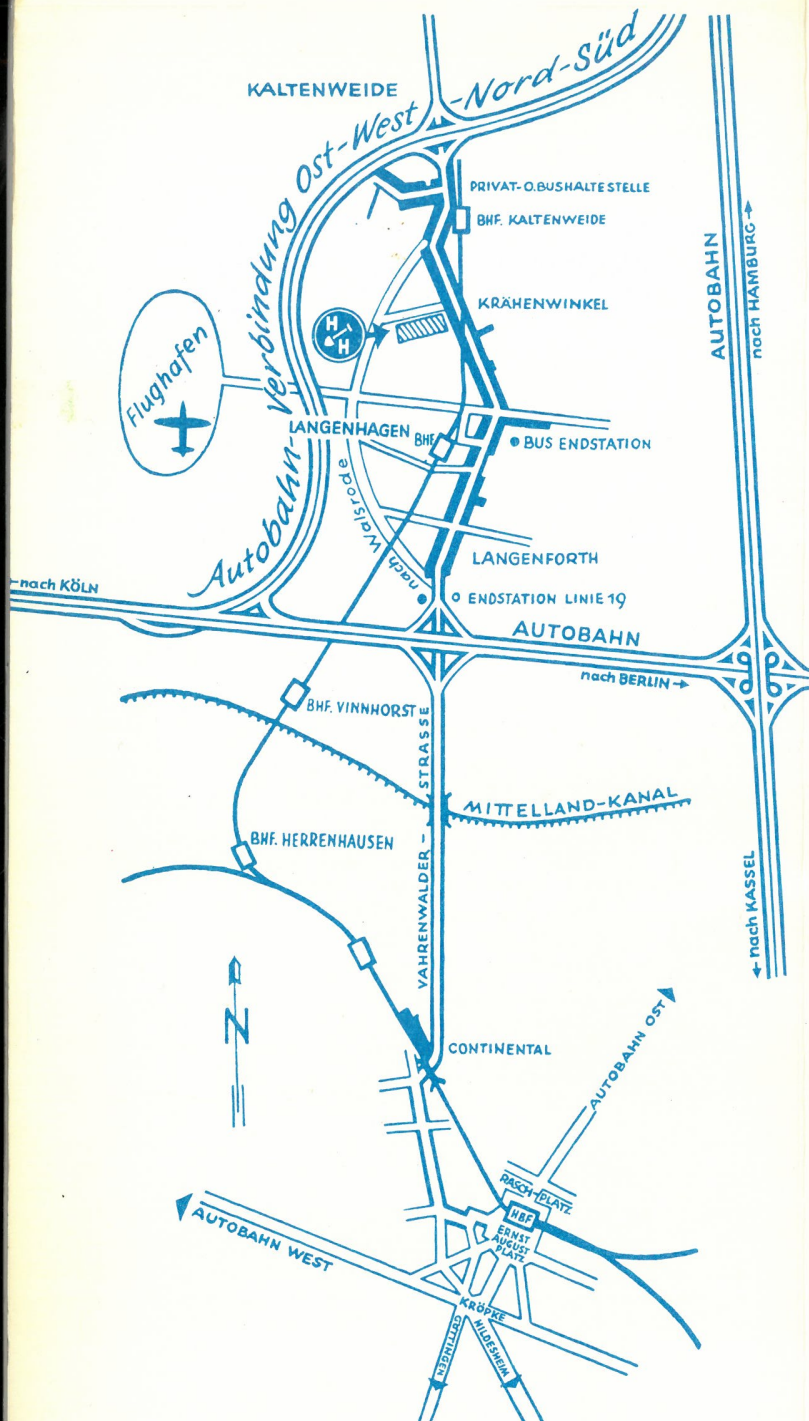 KALTENWEIDE
Autobahn-Verbindung Ost-West-Nord-Süd
PRIVAT-O.BUSHALTESTELLE
BHF. KALTENWEIDE
AUTOBAHN
nach HAMBURG
KRÄHENWINKEL
H
H
Flughafen
LANGENHAGEN
BHF
BUS ENDSTATION
nach Walsrode
LANGENFORTH
nach KÖLN
ENDSTATION LINIE 19
AUTOBAHN
nach BERLIN
BHF. VINNHORST
VAHRENWALDER-STRASSE
MITTELLAND-KANAL
BHF. HERRENHAUSEN
nach KASSEL
N
CONTINENTAL
AUTOBAHN OST
RASCH-PLATZ
HBF
ERNST
AUGUST
PLATZ
AUTOBAHN WEST
KRÖPKE
GÖTTINGEN
HILDESHEIM